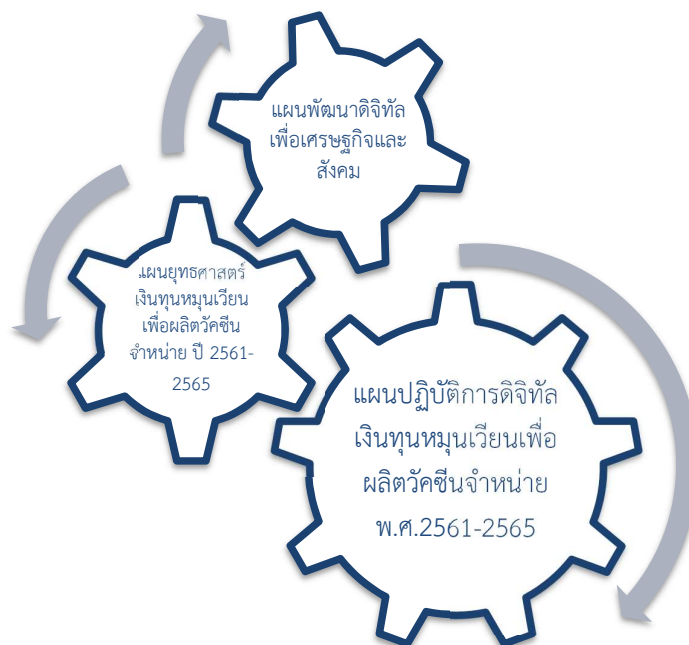 แผนพัฒนาดิจิทัล
เพื่อเศรษฐกิจและ
สังคม
แผนยุทธศาสตร์
เงินทุนหมุนเวียน
เพื่อผลิตวัคซีน
จำหน่าย ปี 2561-
2565
แผนปฏิบัติการดิจิทัล
เงินทุนหมุนเวียนเพื่อ
ผลิตวัคซีนจำหน่าย
พ.ศ.2561-2565